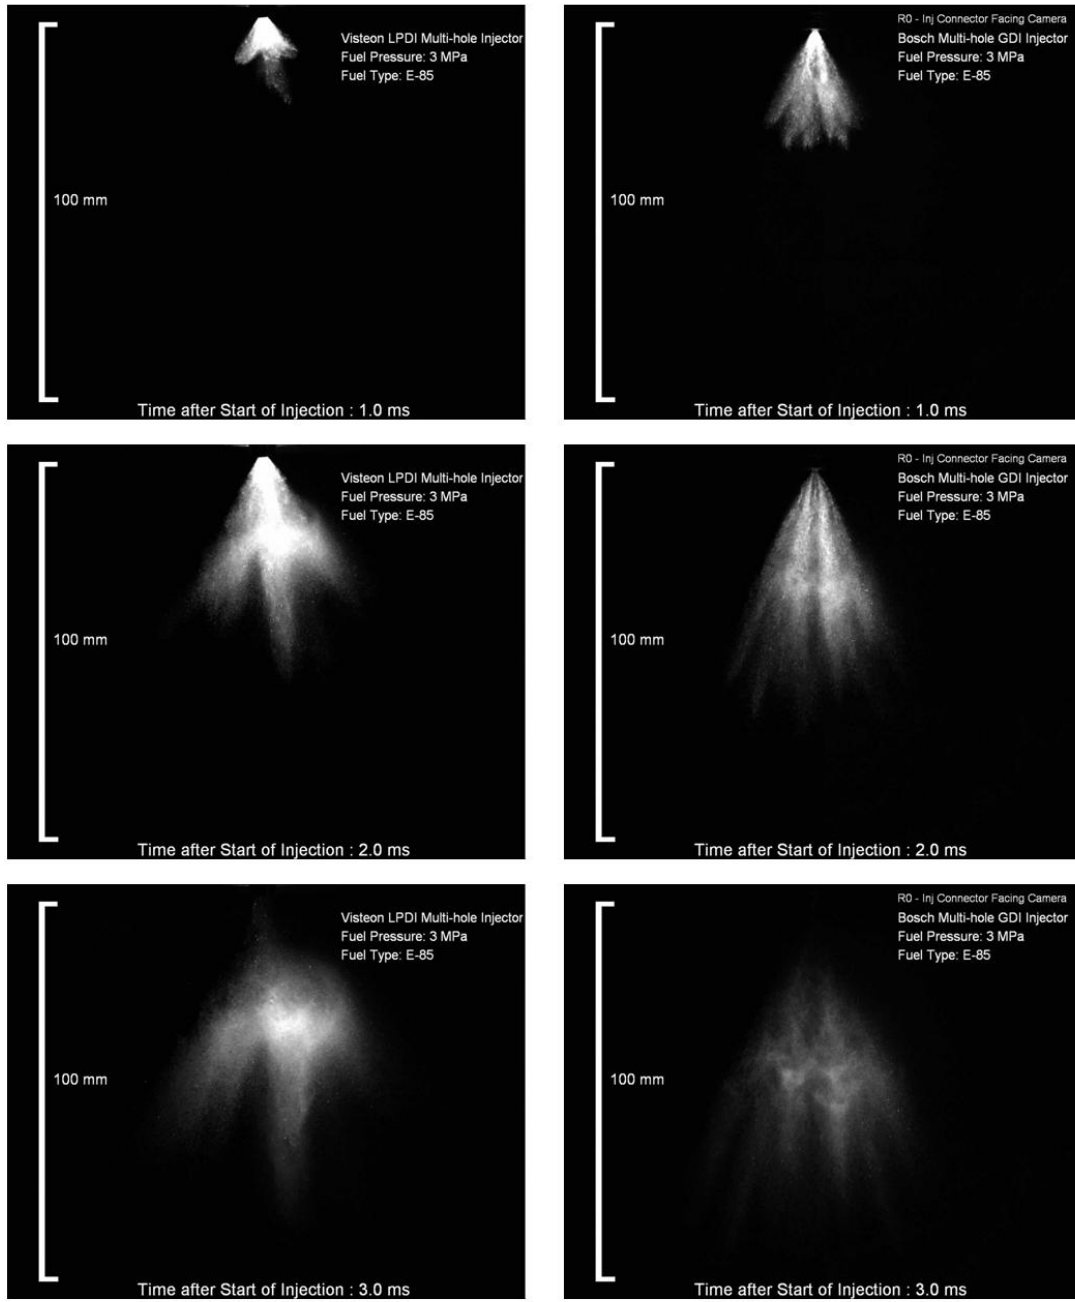 Visteon LPDI Multi-hole Injector
Fuel Pressure: 3 MPa
Fuel Type: E-85
100 mm
Time after Start of Injection : 1.0 ms
R0 - Inj Connector Facing Camera
Bosch Multi-hole GDI Injector
Fuel Pressure: 3 MPa
Fuel Type: E-85
100 mm
Time after Start of Injection : 1.0 ms
Visteon LPDI Multi-hole Injector
Fuel Pressure: 3 MPa
Fuel Type: E-85
100 mm
Time after Start of Injection : 2.0 ms
R0 - Inj Connector Facing Camera
Bosch Multi-hole GDI Injector
Fuel Pressure: 3 MPa
Fuel Type: E-85
100 mm
Time after Start of Injection : 2.0 ms
Visteon LPDI Multi-hole Injector
Fuel Pressure: 3 MPa
Fuel Type: E-85
100 mm
Time after Start of Injection : 3.0 ms
R0 - Inj Connector Facing Camera
Bosch Multi-hole GDI Injector
Fuel Pressure: 3 MPa
Fuel Type: E-85
100 mm
Time after Start of Injection : 3.0 ms